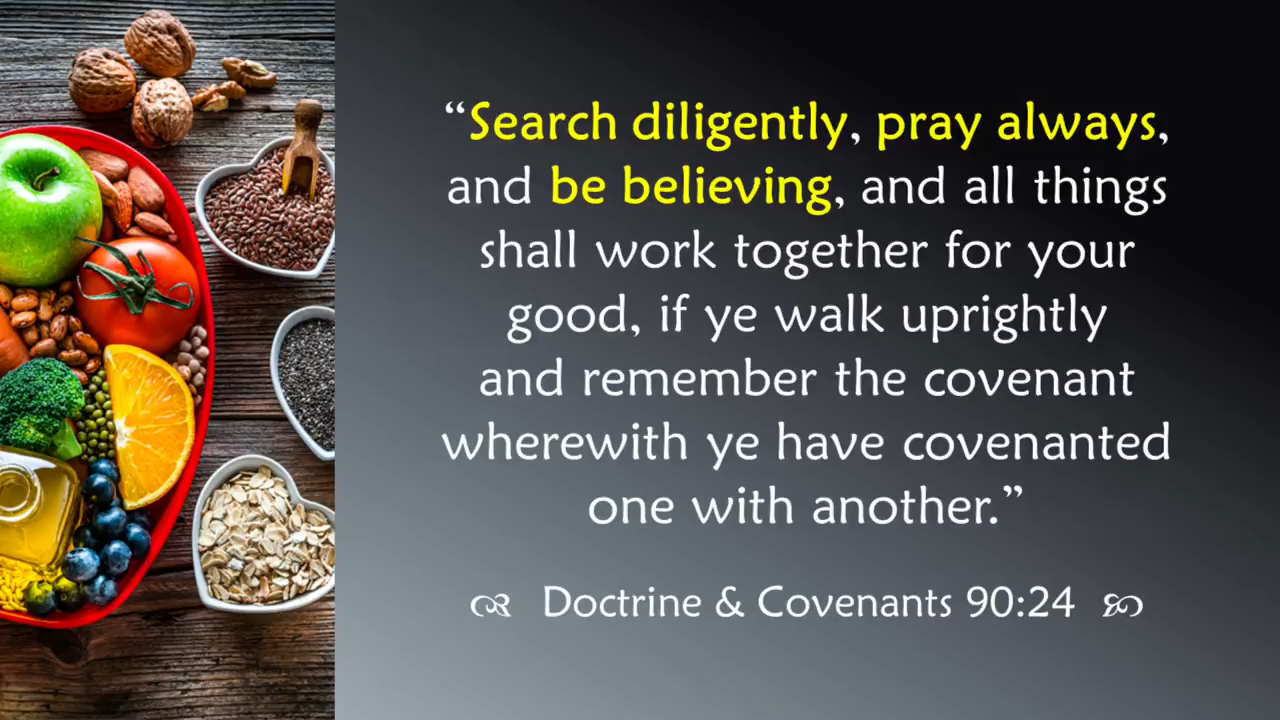 “Search diligently, pray always,
and be believing, and all things
shall work together for your
good, if ye walk uprightly
and remember the covenant
wherewith ye have covenanted
one with another.”
Doctrine & Covenants 90:24